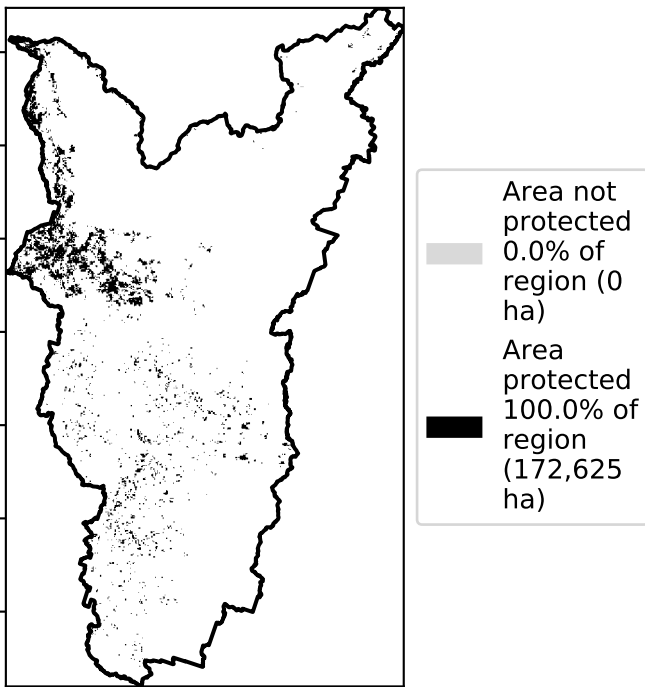 Area not
protected
0.0% of
region (0
ha)
Area
protected
100.0% of
region
(172,625
ha)